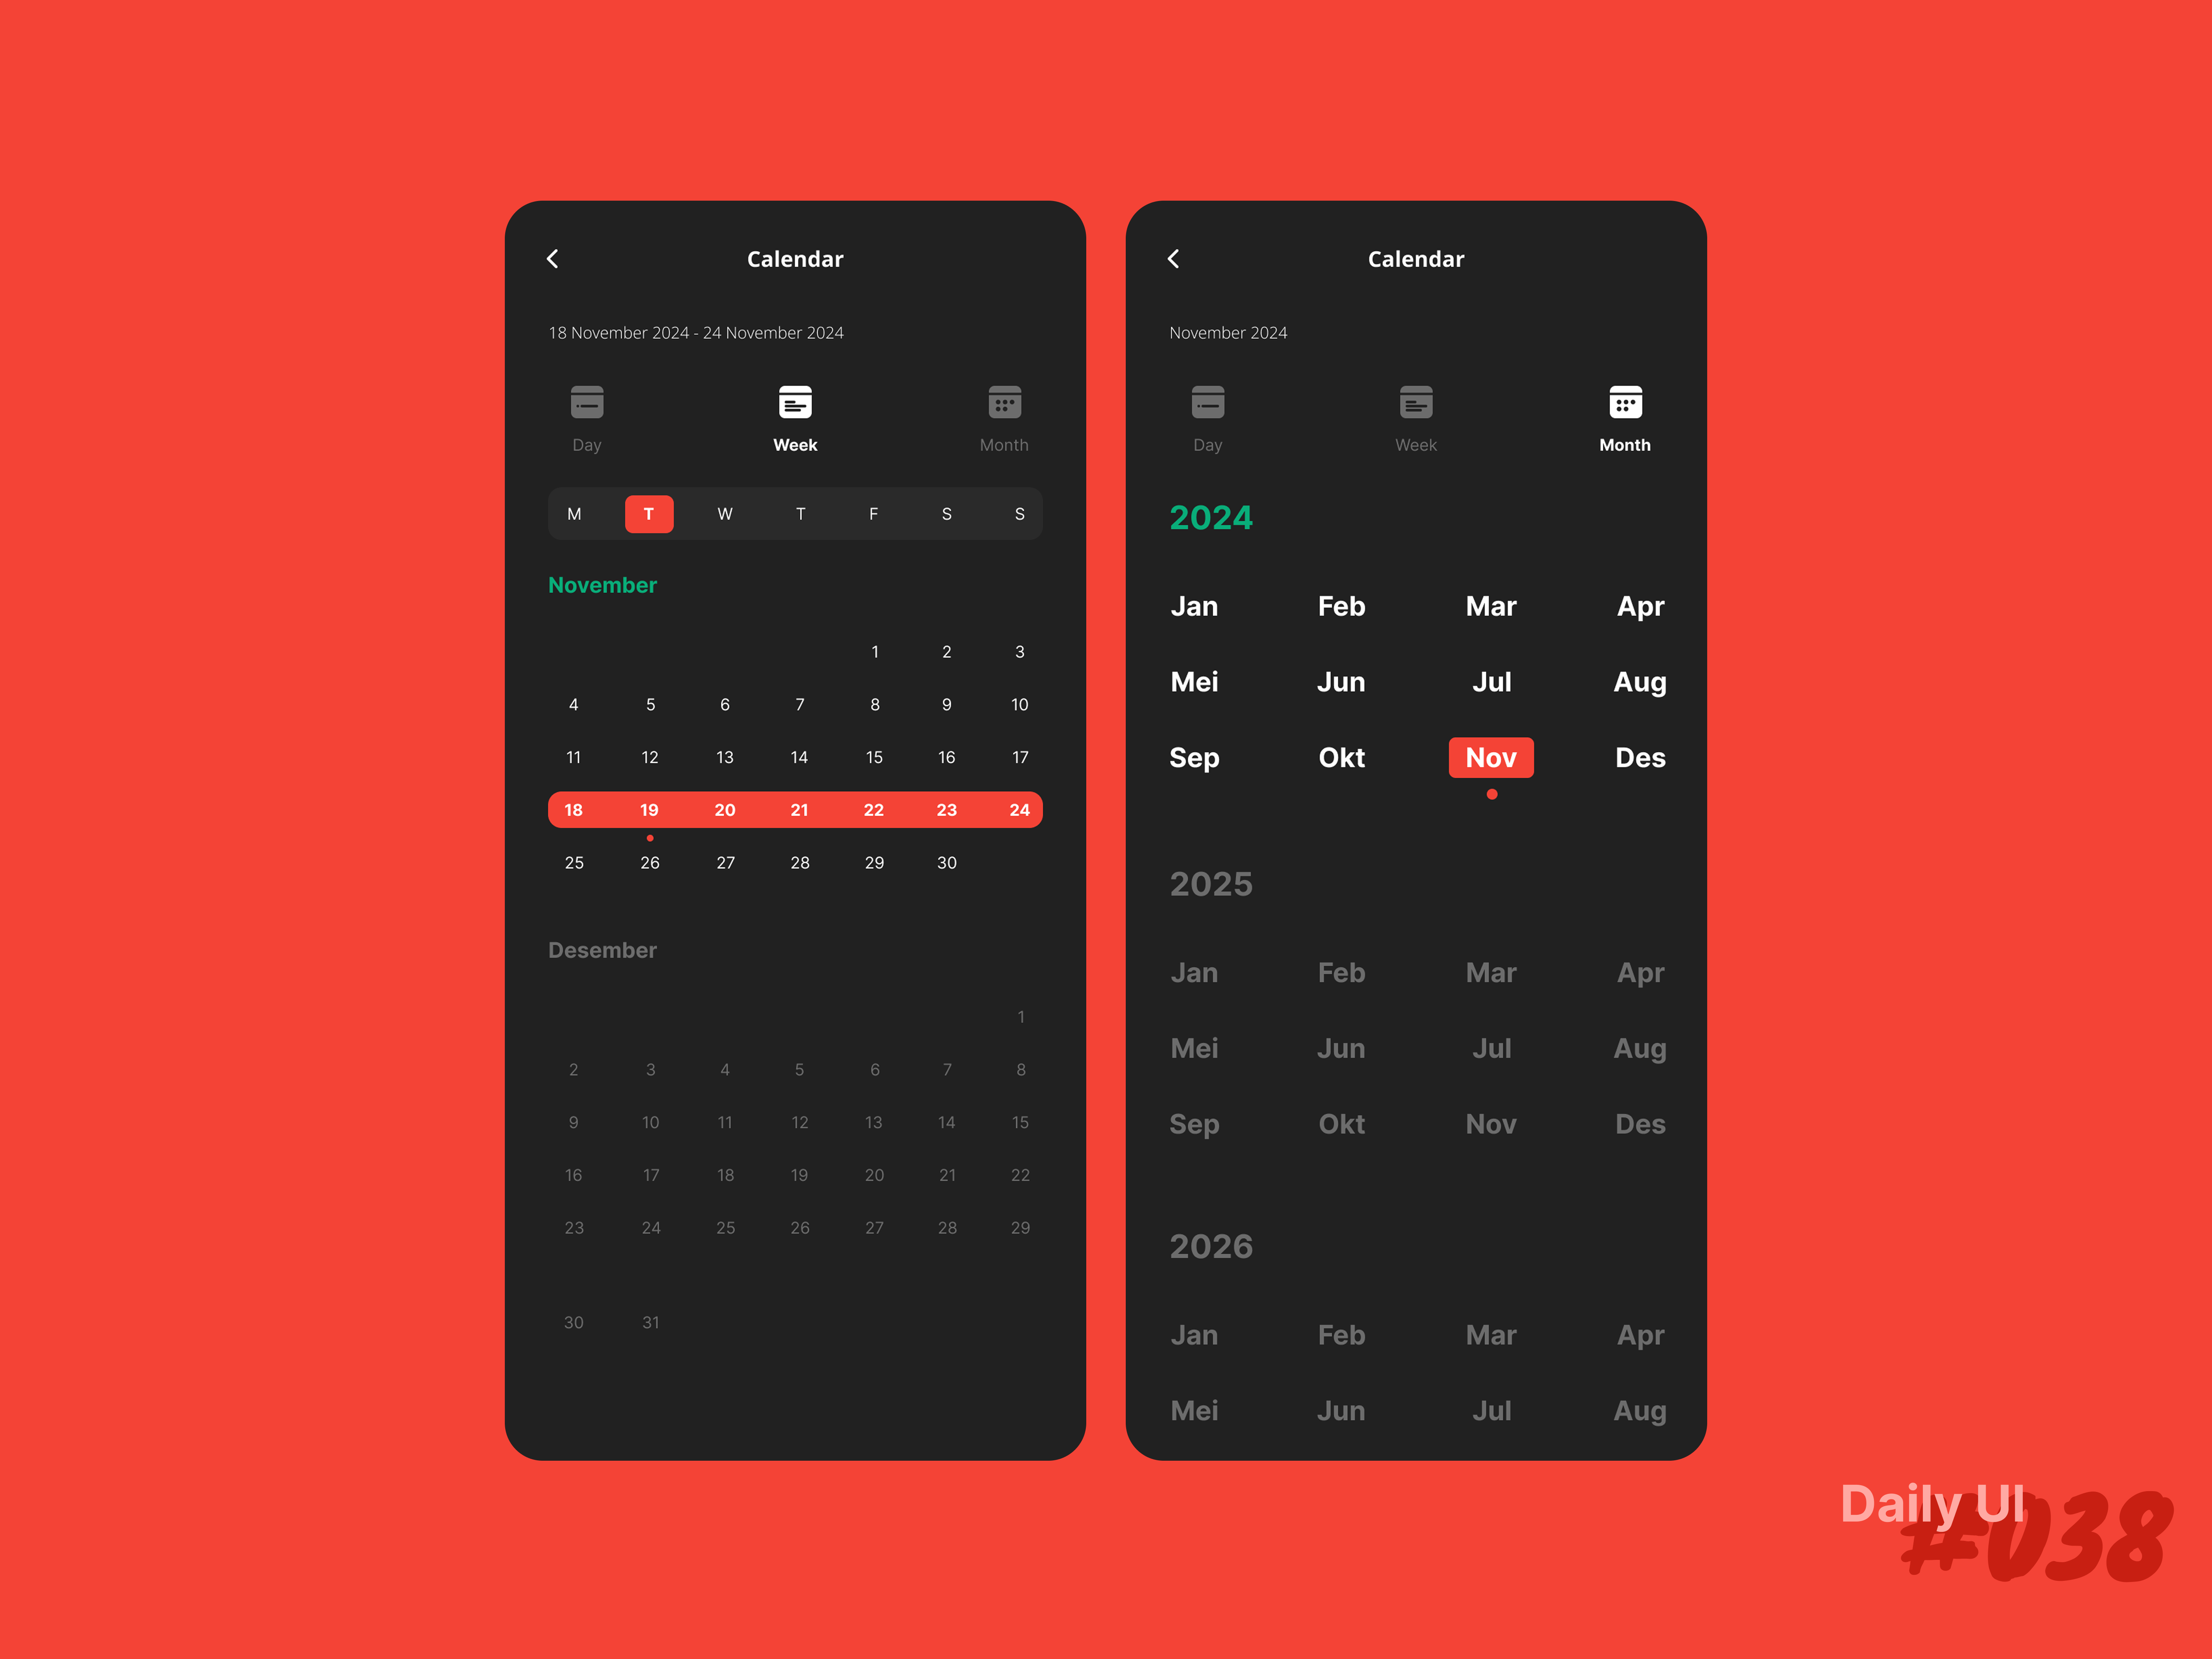 Calendar
18 November 2024 - 24 November 2024
Day Week Month
M T W T F S S
November
1 2 3
4 5 6 7 8 9 10
11 12 13 14 15 16 17
18 19 20 21 22 23 24
25 26 27 28 29 30
Desember
1
2 3 4 5 6 7 8
9 10 11 12 13 14 15
16 17 18 19 20 21 22
23 24 25 26 27 28 29
30 31
Calendar
November 2024
Day Week Month
2024
Jan Feb Mar Apr
Mei Jun Jul Aug
Sep Okt Nov Des
2025
Jan Feb Mar Apr
Mei Jun Jul Aug
Sep Okt Nov Des
2026
Jan Feb Mar Apr
Mei Jun Jul Aug
Daily UI
#038